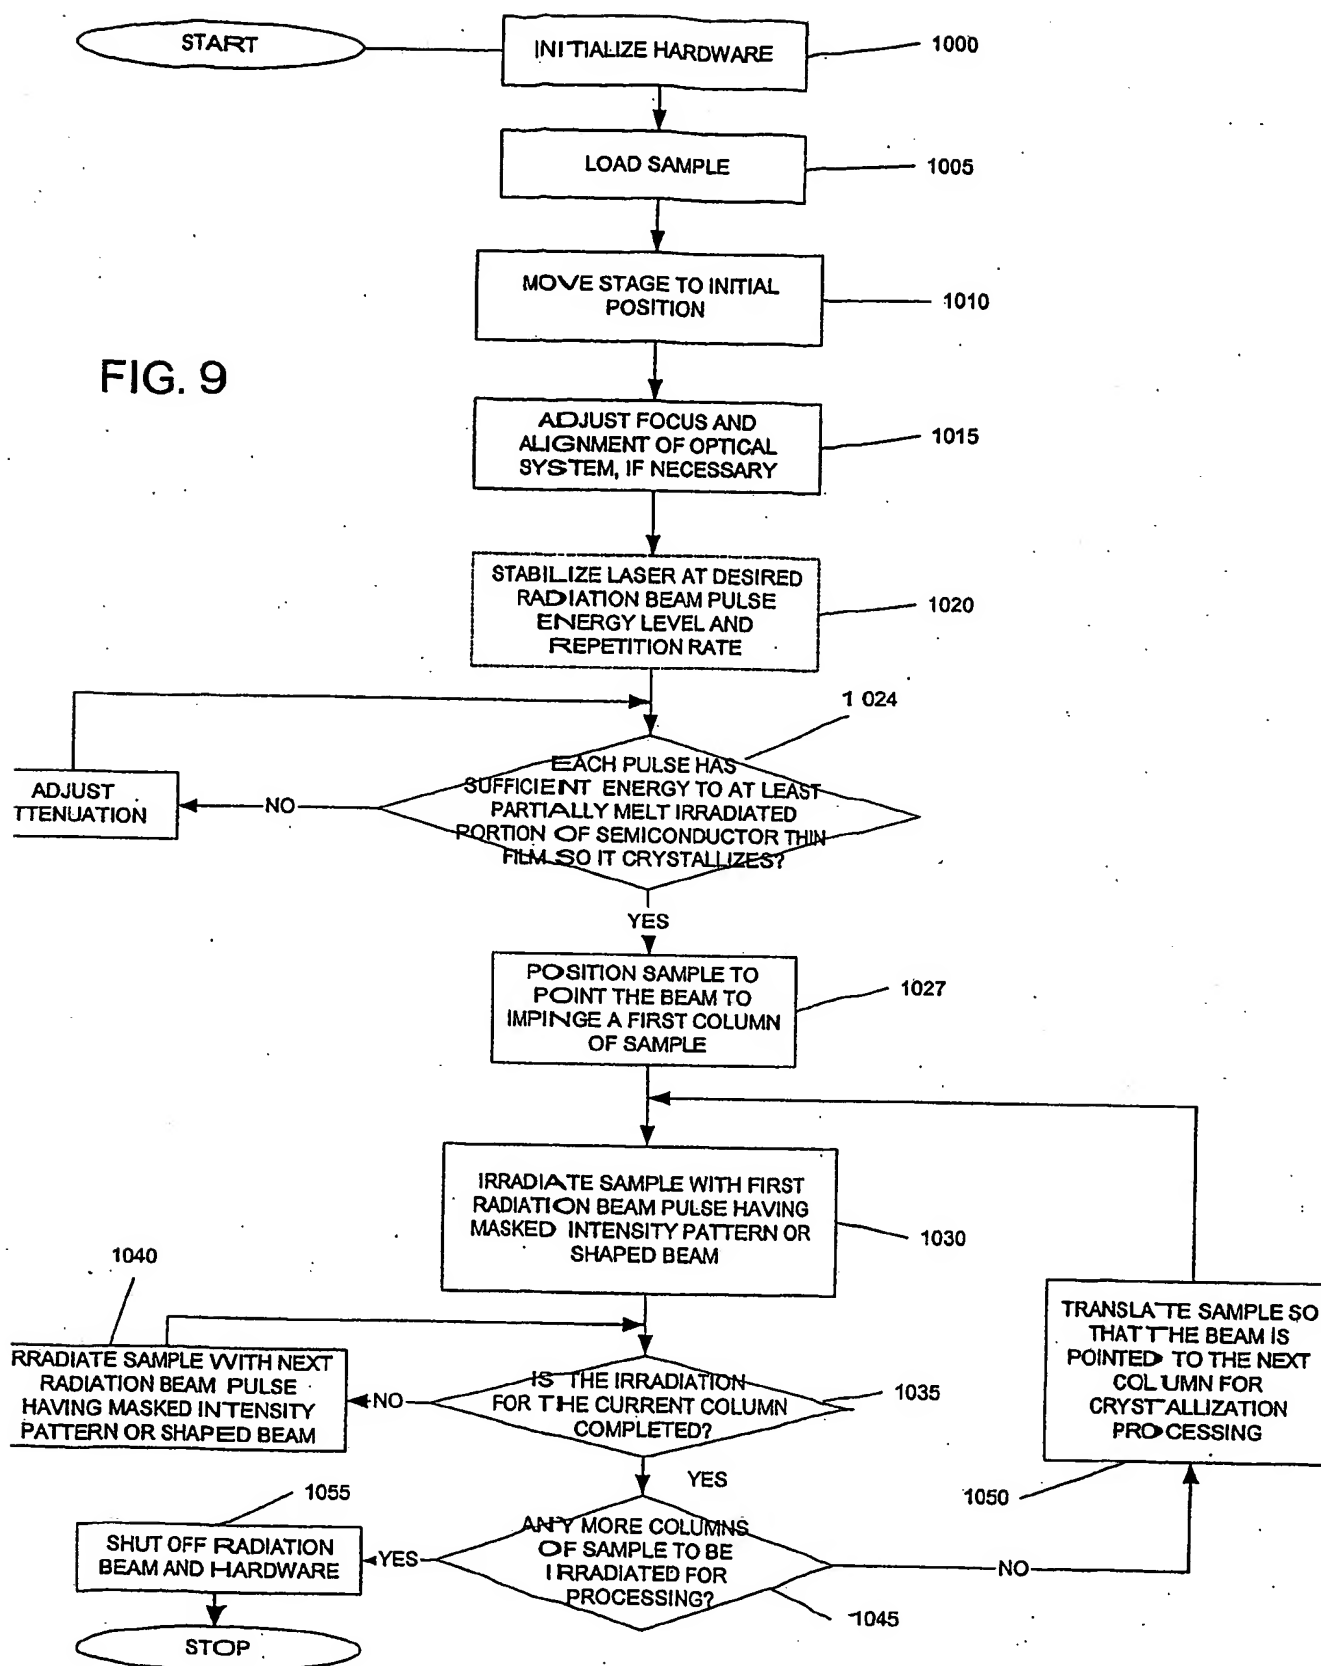 START
INITIALIZE HARDWARE
1000
LOAD SAMPLE
1005
MOVE STAGE TO INITIAL
POSITION
1010
FIG. 9
ADJUST FOCUS AND
ALIGNMENT OF OPTICAL
SYSTEM, IF NECESSARY
1015
STABILIZE LASER AT DESIRED
RADIATION BEAM PULSE
ENERGY LEVEL AND
REPETITION RATE
1020
1 024
EACH PULSE HAS
SUFFICIENT ENERGY TO AT LEAST
PARTIALLY MELT IRRADIATED
PORTION OF SEMICONDUCTOR THIN
FILM SO IT CRYSTALLIZES?
NO
ADJUST
TTENUATION
YES
POSITION SAMPLE TO
POINT THE BEAM TO
IMPINGE A FIRST COLUMN
OF SAMPLE
1027
IRRADIATE SAMPLE WITH FIRST
RADIATION BEAM PULSE HAVING
MASKED INTENSITY PATTERN OR
SHAPED BEAM
1030
1040
RRADIATE SAMPLE WITH NEXT
RADIATION BEAM PULSE
HAVING MASKED INTENSITY
PATTERN OR SHAPED BEAM
NO
IS THE IRRADIATION
FOR THE CURRENT COLUMN
COMPLETED?
1035
TRANSLATE SAMPLE SO
THAT THE BEAM IS
POINTED TO THE NEXT
COLUMN FOR
CRYSTALLIZATION
PROCESSING
1050
YES
1055
SHUT OFF RADIATION
BEAM AND HARDWARE
YES
ANY MORE COLUMNS
OF SAMPLE TO BE
IRRADIATED FOR
PROCESSING?
NO
1045
STOP